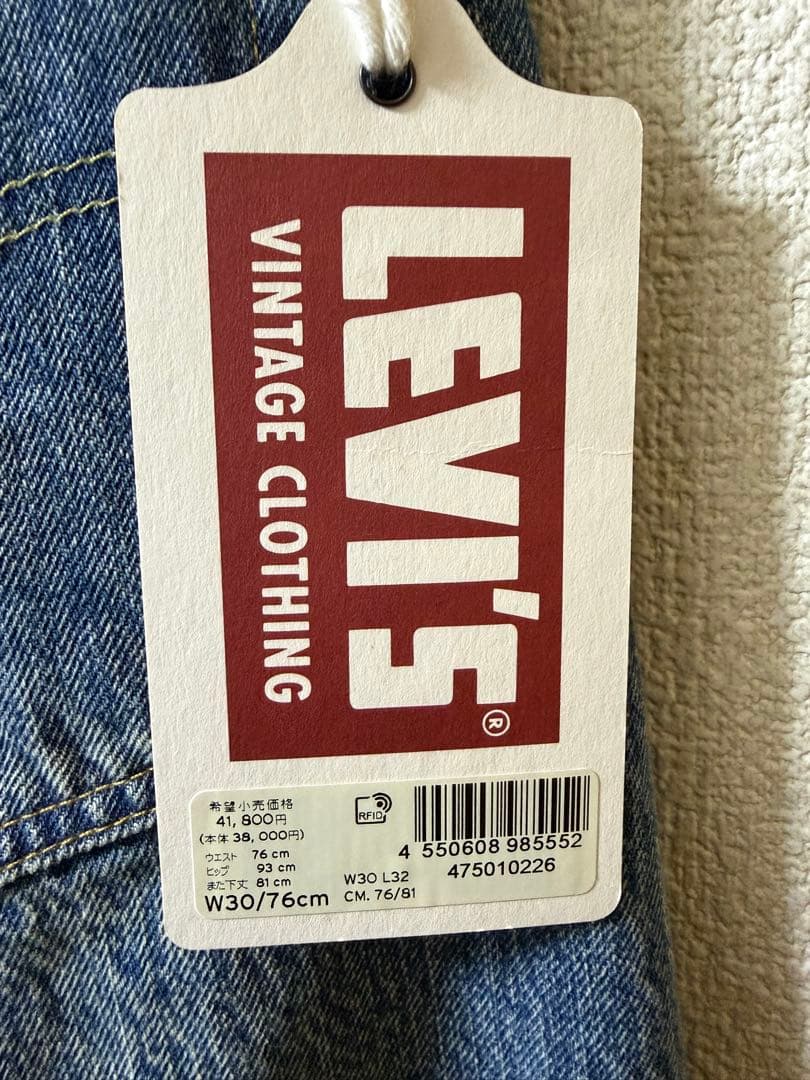 LEVI'S®
VINTAGE CLOTHING
希望小売価格
41,800円
(本体 38,000円)
ウエスト 76 cm
ヒップ 93 cm
また下丈 81 cm
W30/76cm
RFID
W30 L32
CM. 76/81
4 550608 985552
475010226